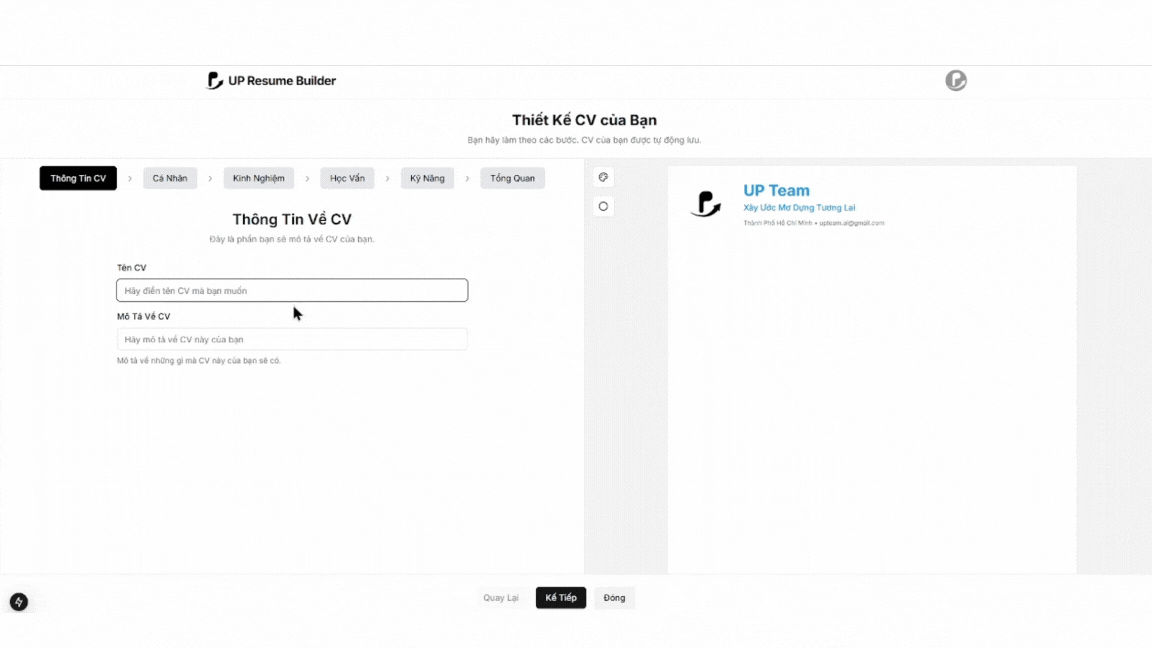 UP Resume Builder
Thiết Kế CV của Bạn
Bạn hãy làm theo các bước. CV của bạn được tự động lưu.
Thông Tin CV
Cá Nhân
Kinh Nghiệm
Học Vấn
Kỹ Năng
Tổng Quan
Thông Tin Về CV
Đây là phần bạn sẽ mô tả về CV của bạn.
Tên CV
Hãy điền tên CV mà bạn muốn
Mô Tả Về CV
Hãy mô tả về CV này của bạn
Mô tả về những gì mà CV này của bạn sẽ có.
UP Team
Xây Ước Mơ Dựng Tương Lai
Thành Phố Hồ Chí Minh • upteam.ai@gmail.com
Quay Lại
Kế Tiếp
Đóng